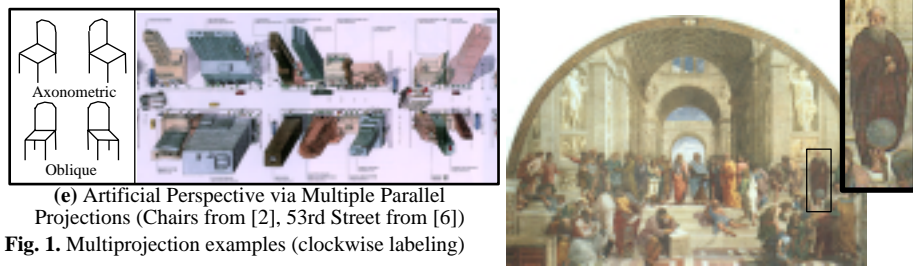 Axonometric
Oblique
(e) Artificial Perspective via Multiple Parallel
Projections (Chairs from [2], 53rd Street from [6])
Fig. 1. Multiprojection examples (clockwise labeling)